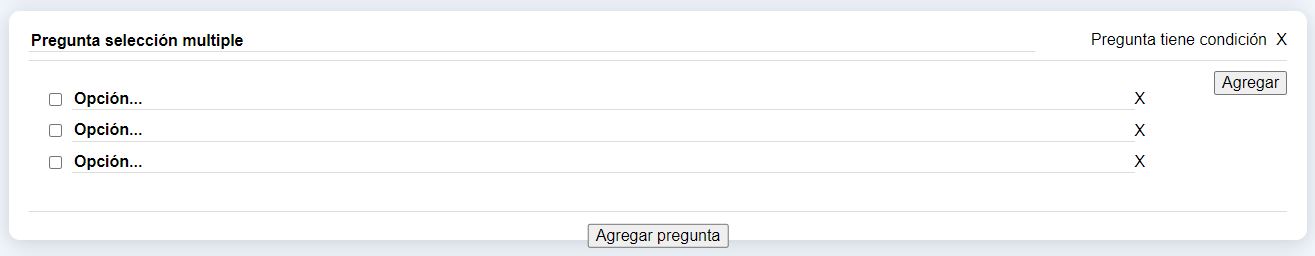 Pregunta selección multiple
Pregunta tiene condición X
Agregar
Opción... X
Opción... X
Opción... X
Agregar pregunta